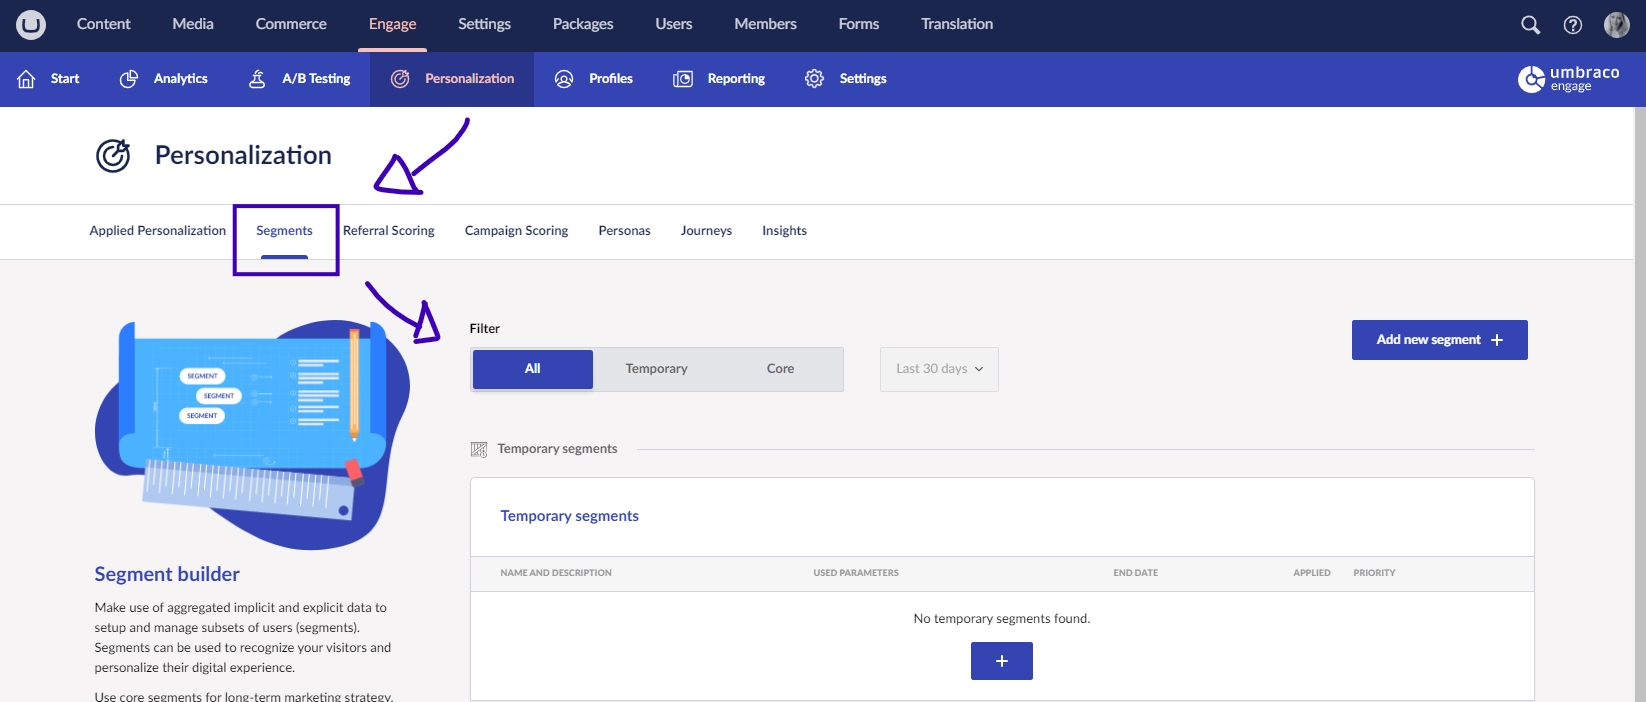 Content Media Commerce Engage Settings Packages Users Members Forms Translation
Start Analytics A/B Testing Personalization Profiles Reporting Settings
umbraco
engage
Personalization
Applied Personalization Segments Referral Scoring Campaign Scoring Personas Journeys Insights
Filter
All Temporary Core
Last 30 days
Add new segment
SEGMENT
SEGMENT
SEGMENT
Segment builder
Make use of aggregated implicit and explicit data to
setup and manage subsets of users (segments).
Segments can be used to recognize your visitors and
personalize their digital experience.
Use core segments for long-term marketing strategy.
Temporary segments
Temporary segments
NAME AND DESCRIPTION USED PARAMETERS END DATE APPLIED PRIORITY
No temporary segments found.